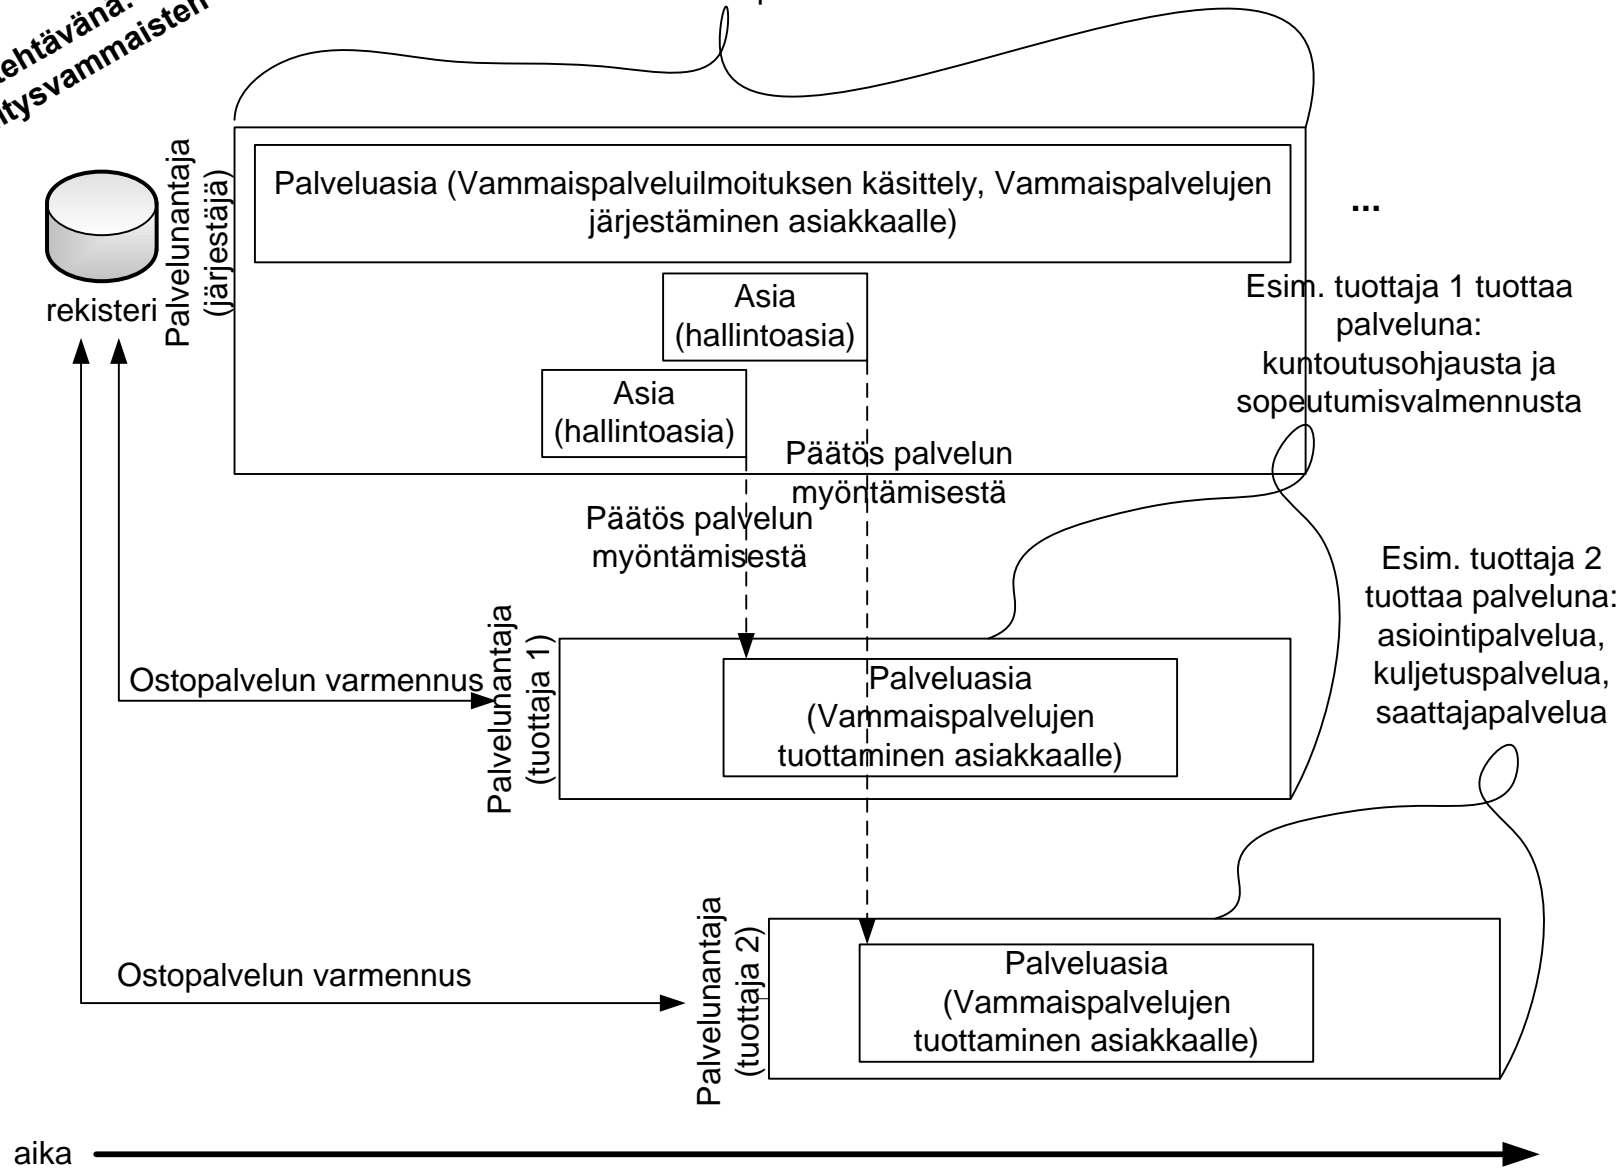 Palvelunantaja
(järjestäjä)
Palveluasia (Vammaispalveluilmoituksen käsittely, Vammaispalvelujen
järjestäminen asiakkaalle)
...
rekisteri
Asia
(hallintoasia)
Asia
(hallintoasia)
Esim. tuottaja 1 tuottaa
palveluna:
kuntoutusohjausta ja
sopeutumisvalmennusta
Päätös palvelun
myöntämisestä
Päätös palvelun
myöntämisestä
Esim. tuottaja 2
tuottaa palveluna:
asiointipalvelua,
kuljetuspalvelua,
saattajapalvelua
Ostopalvelun varmennus
Palvelunantaja
(tuottaja 1)
Palveluasia
(Vammaispalvelujen
tuottaminen asiakkaalle)
Ostopalvelun varmennus
Palvelunantaja
(tuottaja 2)
Palveluasia
(Vammaispalvelujen
tuottaminen asiakkaalle)
aika